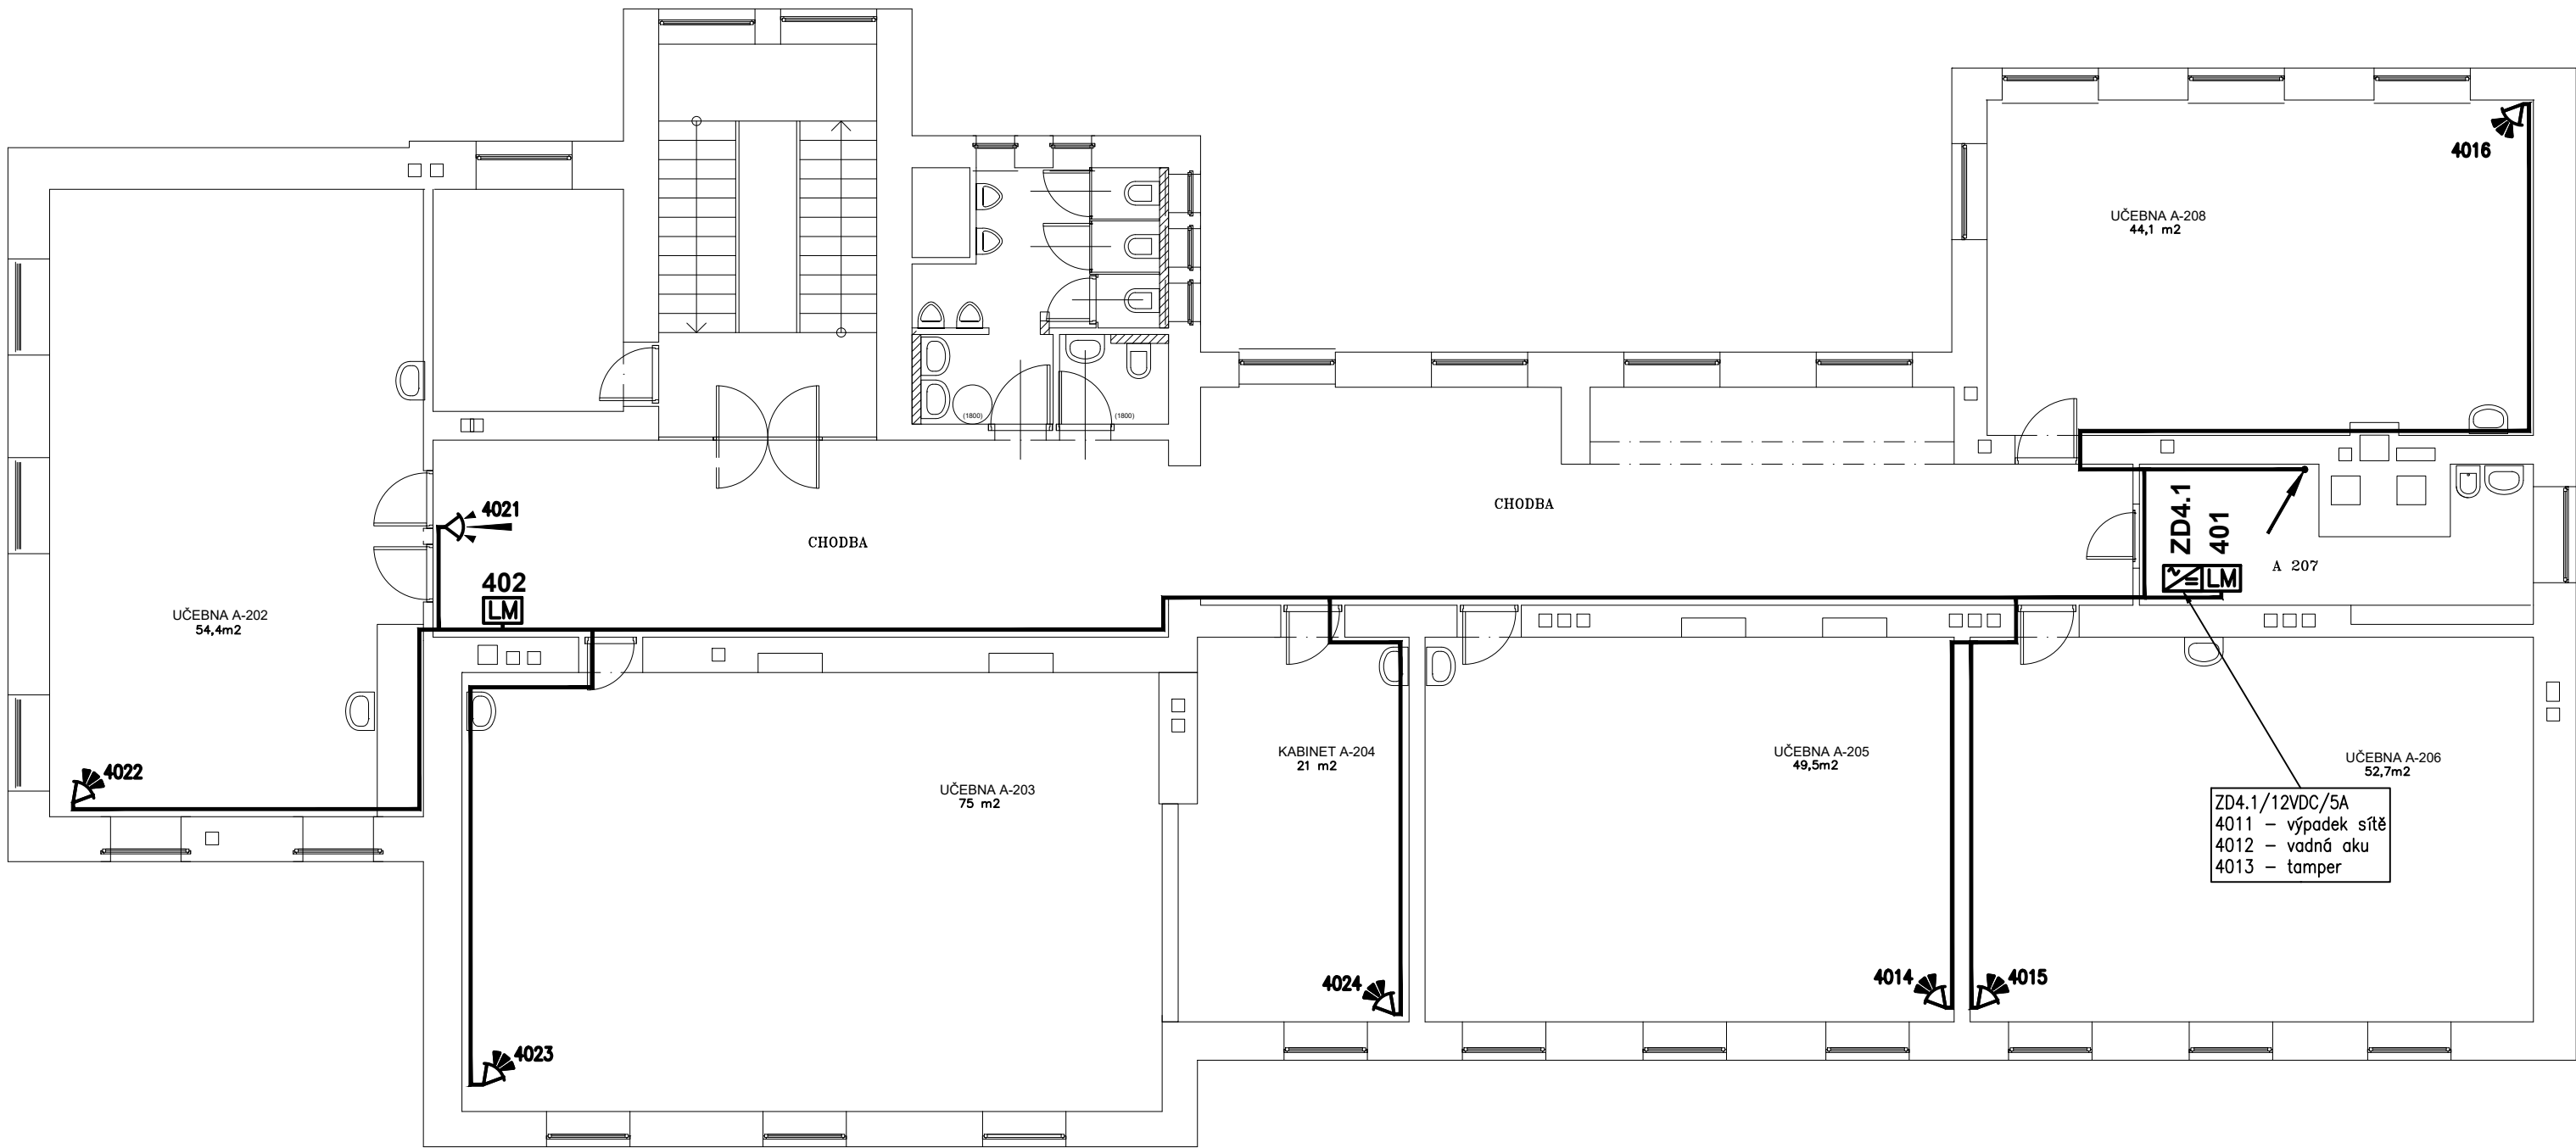 4016
UČEBNA A-208
44,1 m2
(1800)
(1800)
4021
CHODBA
CHODBA
ZD4.1
401
LM
A 207
402
LM
UČEBNA A-202
54,4m2
4022
UČEBNA A-203
75 m2
KABINET A-204
21 m2
UČEBNA A-205
49,5m2
UČEBNA A-206
52,7m2
ZD4.1/12VDC/5A
4011 – výpadek sítě
4012 – vadná aku
4013 – tamper
4024
4014
4015
4023